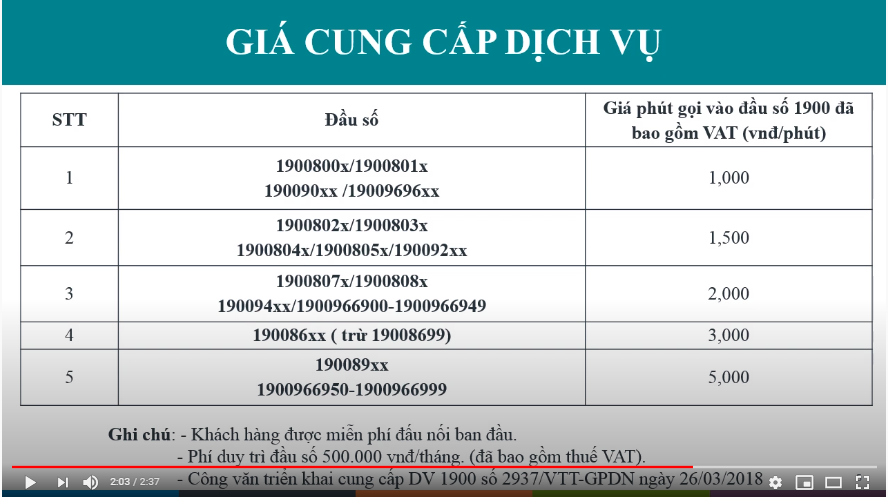 GIÁ CUNG CẤP DỊCH VỤ
STT
Đầu số
Giá phút gọi vào đầu số 1900 đã
bao gồm VAT (vnđ/phút)
1
1900800x/1900801x
190090xx /19009696xx
1,000
2
1900802x/1900803x
1900804x/1900805x/190092xx
1,500
3
1900807x/1900808x
190094xx/1900966900-1900966949
2,000
4
190086xx ( trừ 19008699)
3,000
5
190089xx
1900966950-1900966999
5,000
Ghi chú: - Khách hàng được miễn phí đấu nối ban đầu.
- Phí duy trì đầu số 500.000 vnđ/tháng. (đã bao gồm thuế VAT).
- Công văn triển khai cung cấp DV 1900 số 2937/VTT-GPDN ngày 26/03/2018
2:03 / 2:37